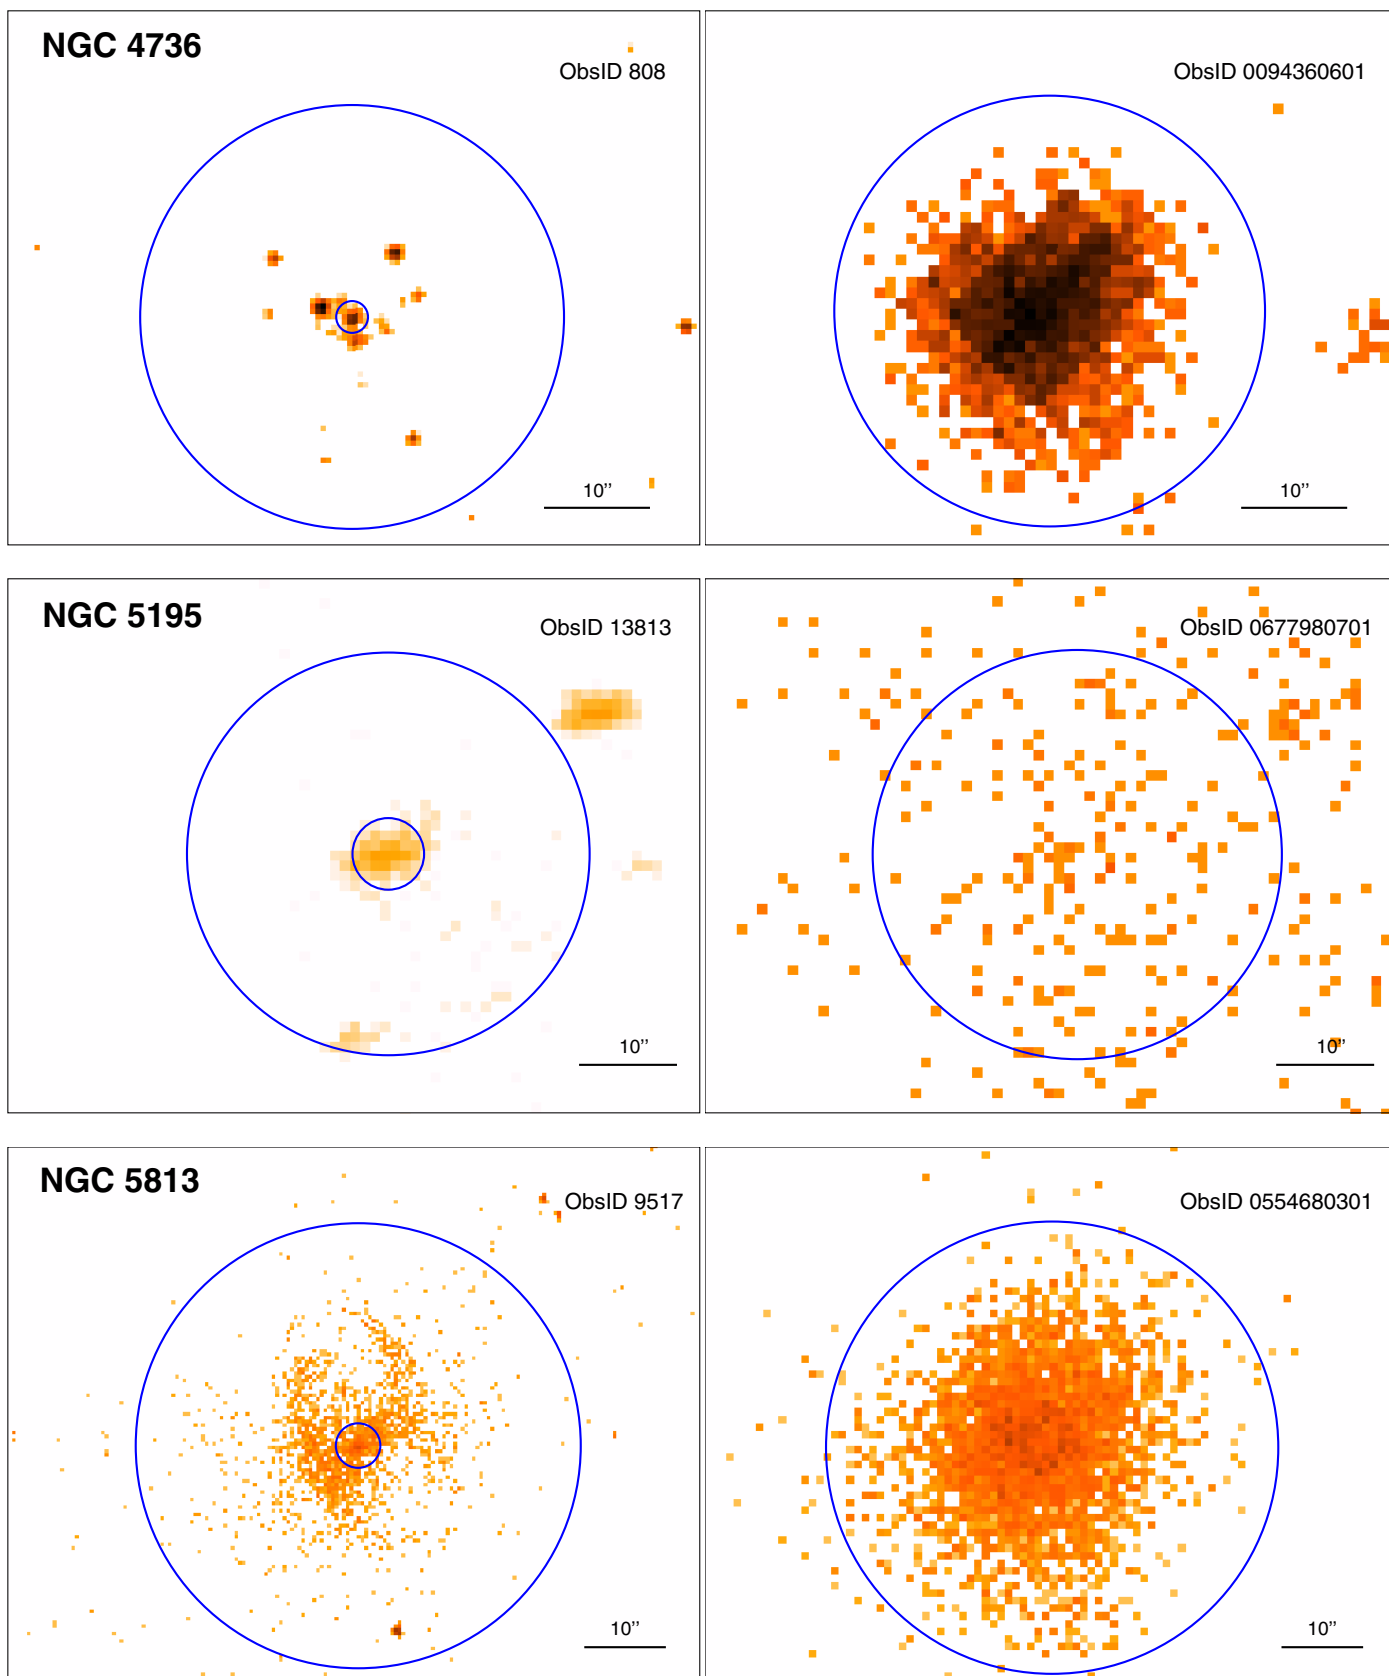 NGC 4736
ObsID 808
ObsID 0094360601
10’’
10’’
NGC 5195
ObsID 13813
ObsID 0677980701
10’’
10’’
NGC 5813
ObsID 9517
ObsID 0554680301
10’’
10’’